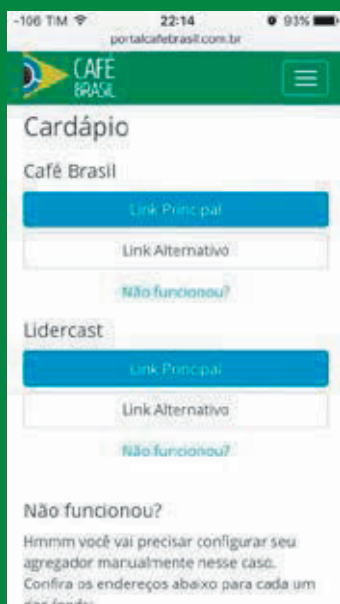 -106 TIM 22:14 93%
portalcafebrasil.com.br
CAFÉ
BRASIL
Cardápio
Café Brasil
Link Principal
Link Alternativo
Não funcionou?
Lidercast
Link Principal
Link Alternativo
Não funcionou?
Não funcionou?
Hmmm você vai precisar configurar seu
agregador manualmente nesse caso.
Confira os endereços abaixo para cada um